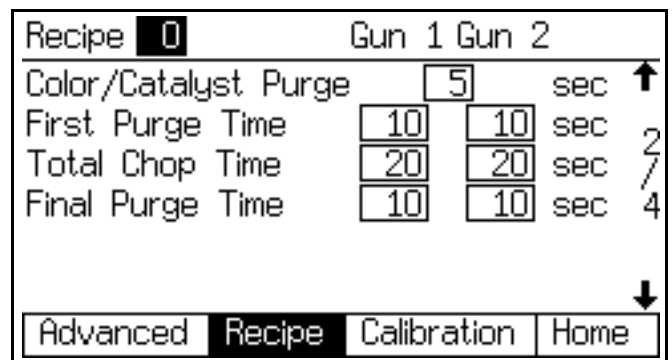 Recipe 0 Gun 1 Gun 2
Color/Catalyst Purge 5 sec
First Purge Time 10 10 sec
Total Chop Time 20 20 sec
Final Purge Time 10 10 sec
2/4
Advanced Recipe Calibration Home